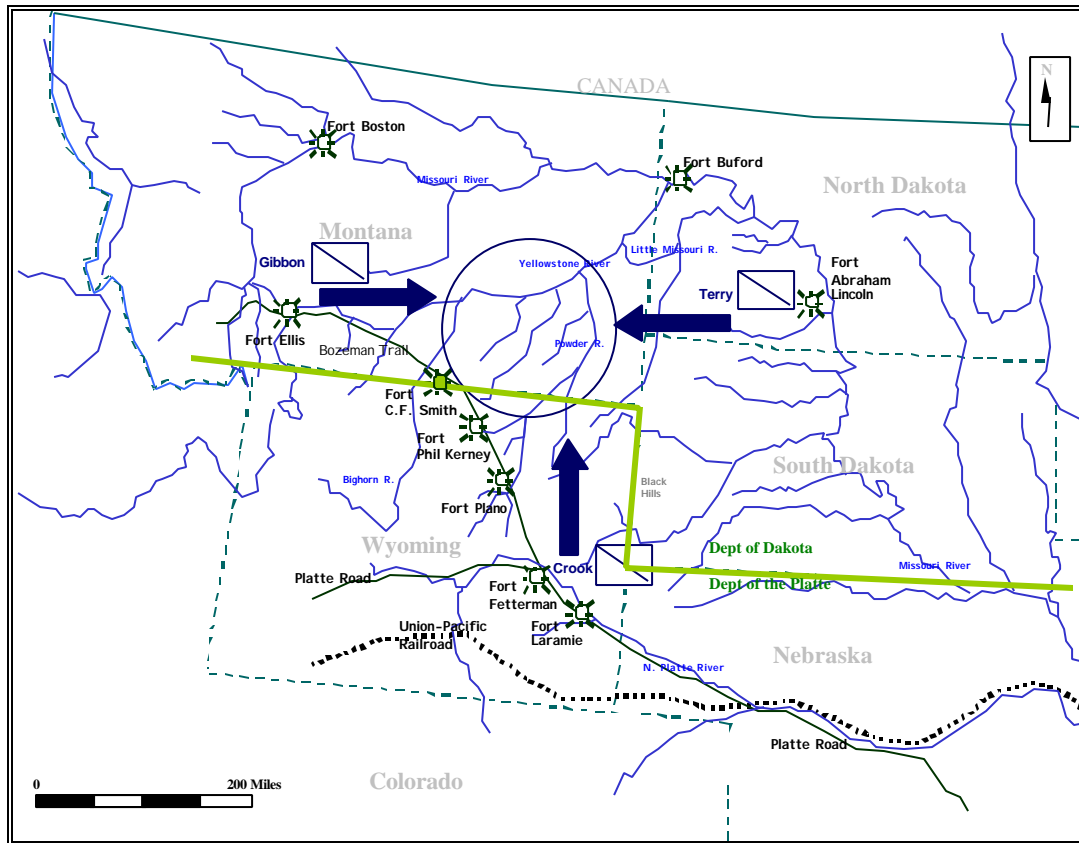 CANADA
N
Fort Boston
Fort Buford
Missouri River
North Dakota
Montana
Little Missouri R.
Gibbon
Yellowstone River
Fort
Abraham
Lincoln
Terry
Fort Ellis
Bozeman Trail
Powder R.
Fort
C.F. Smith
Fort
Phil Kerney
South Dakota
Bighorn R.
Black
Hills
Fort Plano
Wyoming
Dept of Dakota
Crook
Missouri River
Platte Road
Fort
Fetterman
Dept of the Platte
Union-Pacific
Railroad
Fort
Laramie
Nebraska
N. Platte River
Platte Road
Colorado
0 200 Miles